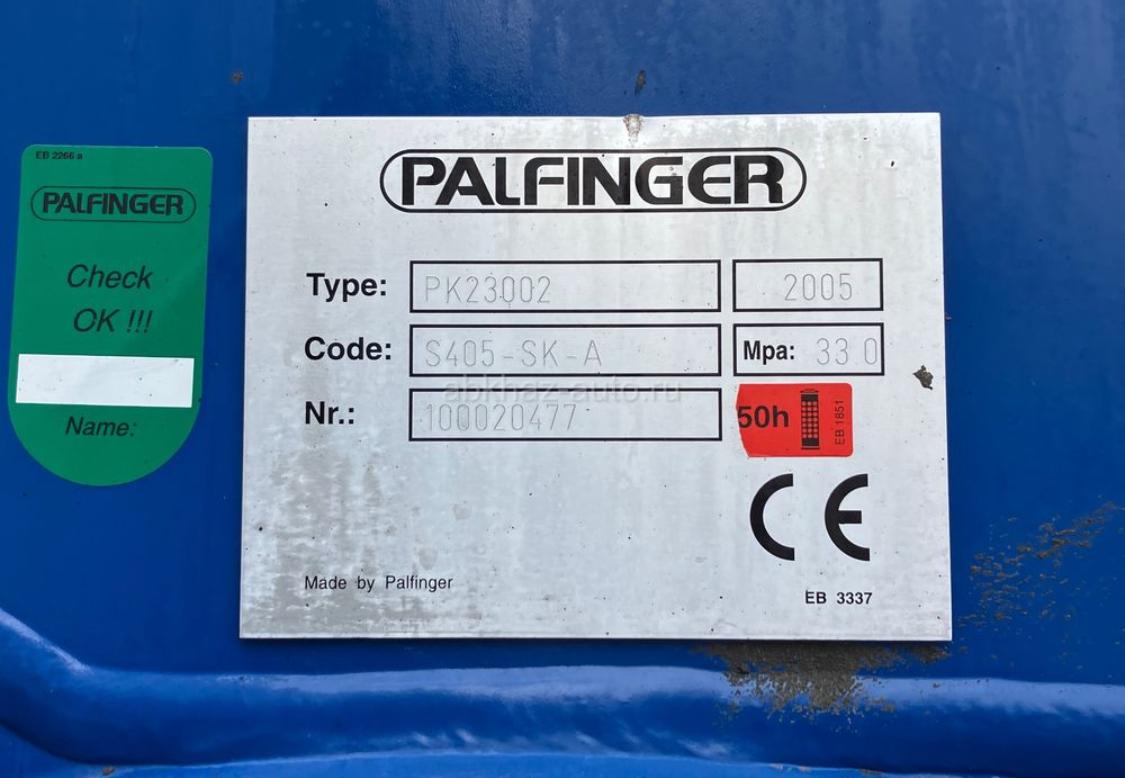 EB 2266 a
PALFINGER
Check
OK !!!
Name:
PALFINGER
Type: PK23002 2005
Code: S405-SK-A Mpa: 33 0
abkhaz-auto.ru
Nr.: 100020477 50h EB 1851
CE
Made by Palfinger EB 3337